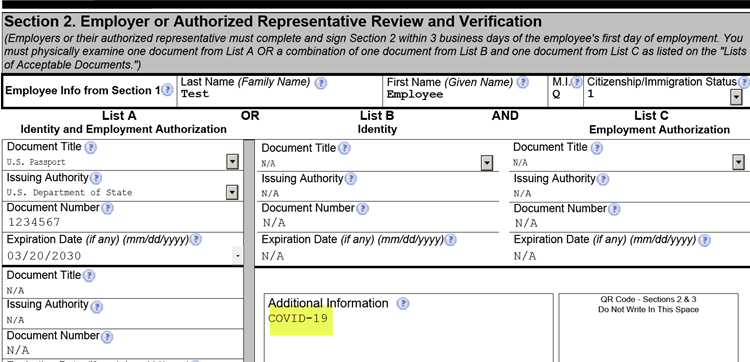 Section 2. Employer or Authorized Representative Review and Verification
(Employers or their authorized representative must complete and sign Section 2 within 3 business days of the employee's first day of employment. You
must physically examine one document from List A OR a combination of one document from List B and one document from List C as listed on the "Lists
of Acceptable Documents.")
Employee Info from Section 1 ?
Last Name (Family Name) ?
Test
First Name (Given Name) ?
Employee
M.I. ?
Q
Citizenship/Immigration Status ?
1
List A
Identity and Employment Authorization
OR
List B
Identity
AND
List C
Employment Authorization
Document Title ?
U.S. Passport
Issuing Authority ?
U.S. Department of State
Document Number ?
1234567
Expiration Date (if any) (mm/dd/yyyy) ?
03/20/2030
Document Title ?
N/A
Issuing Authority ?
N/A
Document Number ?
N/A
Document Title ?
N/A
Issuing Authority ?
N/A
Document Number ?
N/A
Expiration Date (if any) (mm/dd/yyyy) ?
N/A
Document Title ?
N/A
Issuing Authority ?
N/A
Document Number ?
N/A
Expiration Date (if any) (mm/dd/yyyy) ?
N/A
Additional Information ?
COVID-19
QR Code - Sections 2 & 3
Do Not Write In This Space